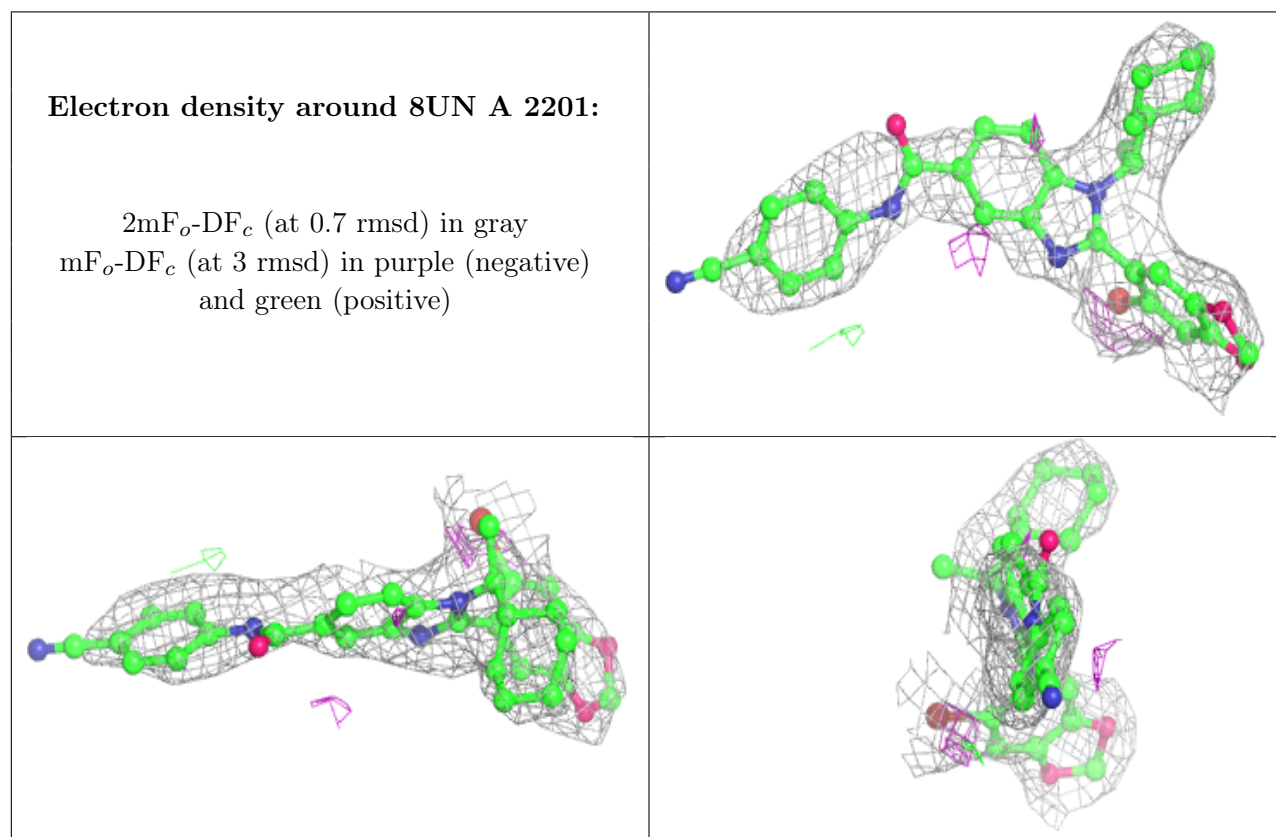 Electron density around 8UN A 2201:
2mFo-DFc (at 0.7 rmsd) in gray
mFo-DFc (at 3 rmsd) in purple (negative)
and green (positive)